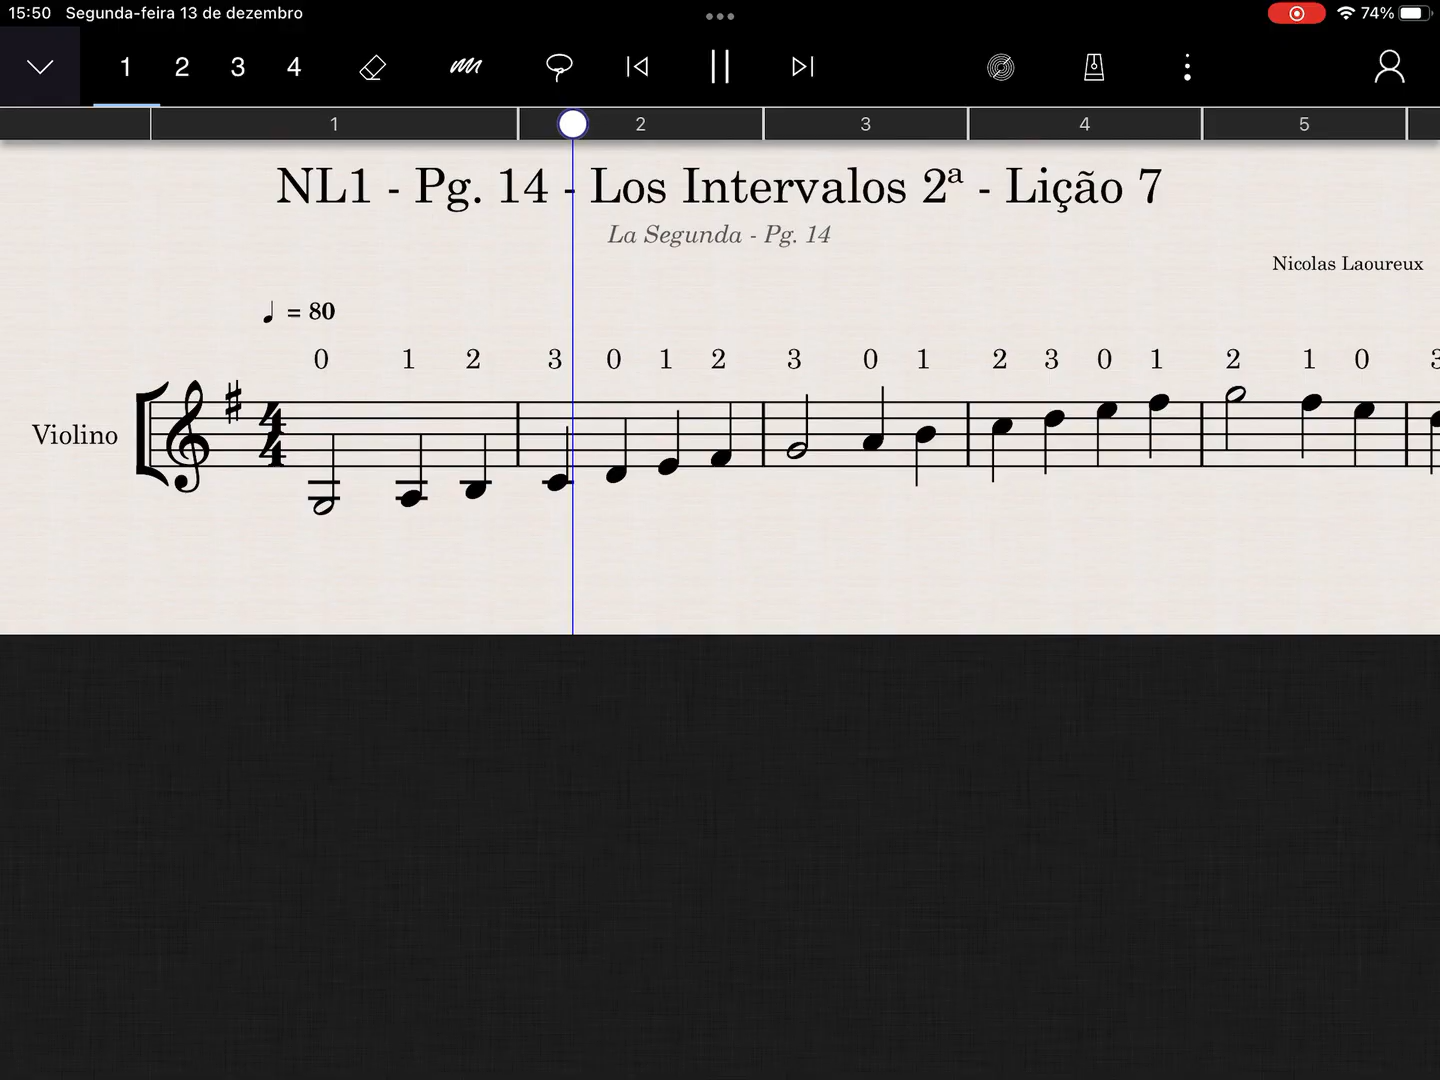 15:50 Segunda-feira 13 de dezembro 74%
1 2 3 4
1 2 3 4 5
NL1 - Pg. 14 - Los Intervalos 2ª - Lição 7
La Segunda - Pg. 14
Nicolas Laoureux
♩ = 80
0 1 2 3 0 1 2 3 0 1 2 3 0 1 2 1 0 3
Violino
4
4